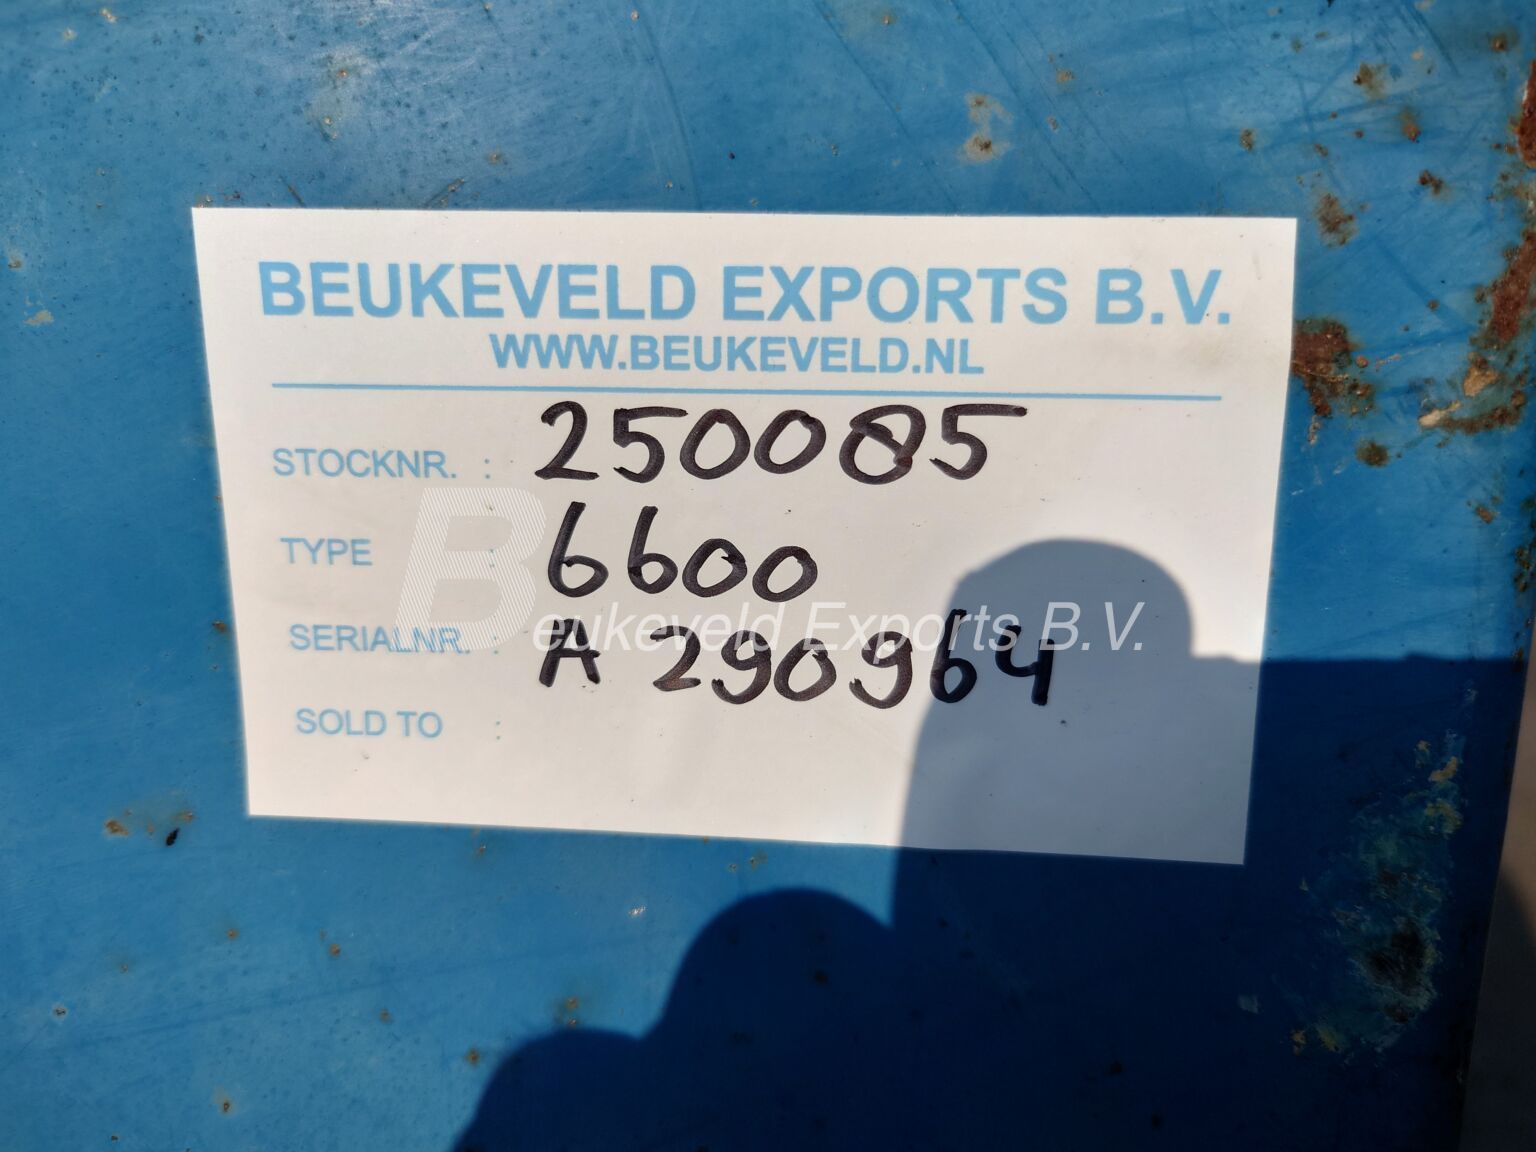 BEUKEVELD EXPORTS B.V.
WWW.BEUKEVELD.NL
STOCKNR. : 250085
TYPE : 6600
SERIALNR. : A 290964
SOLD TO :
Beukeveld Exports B.V.